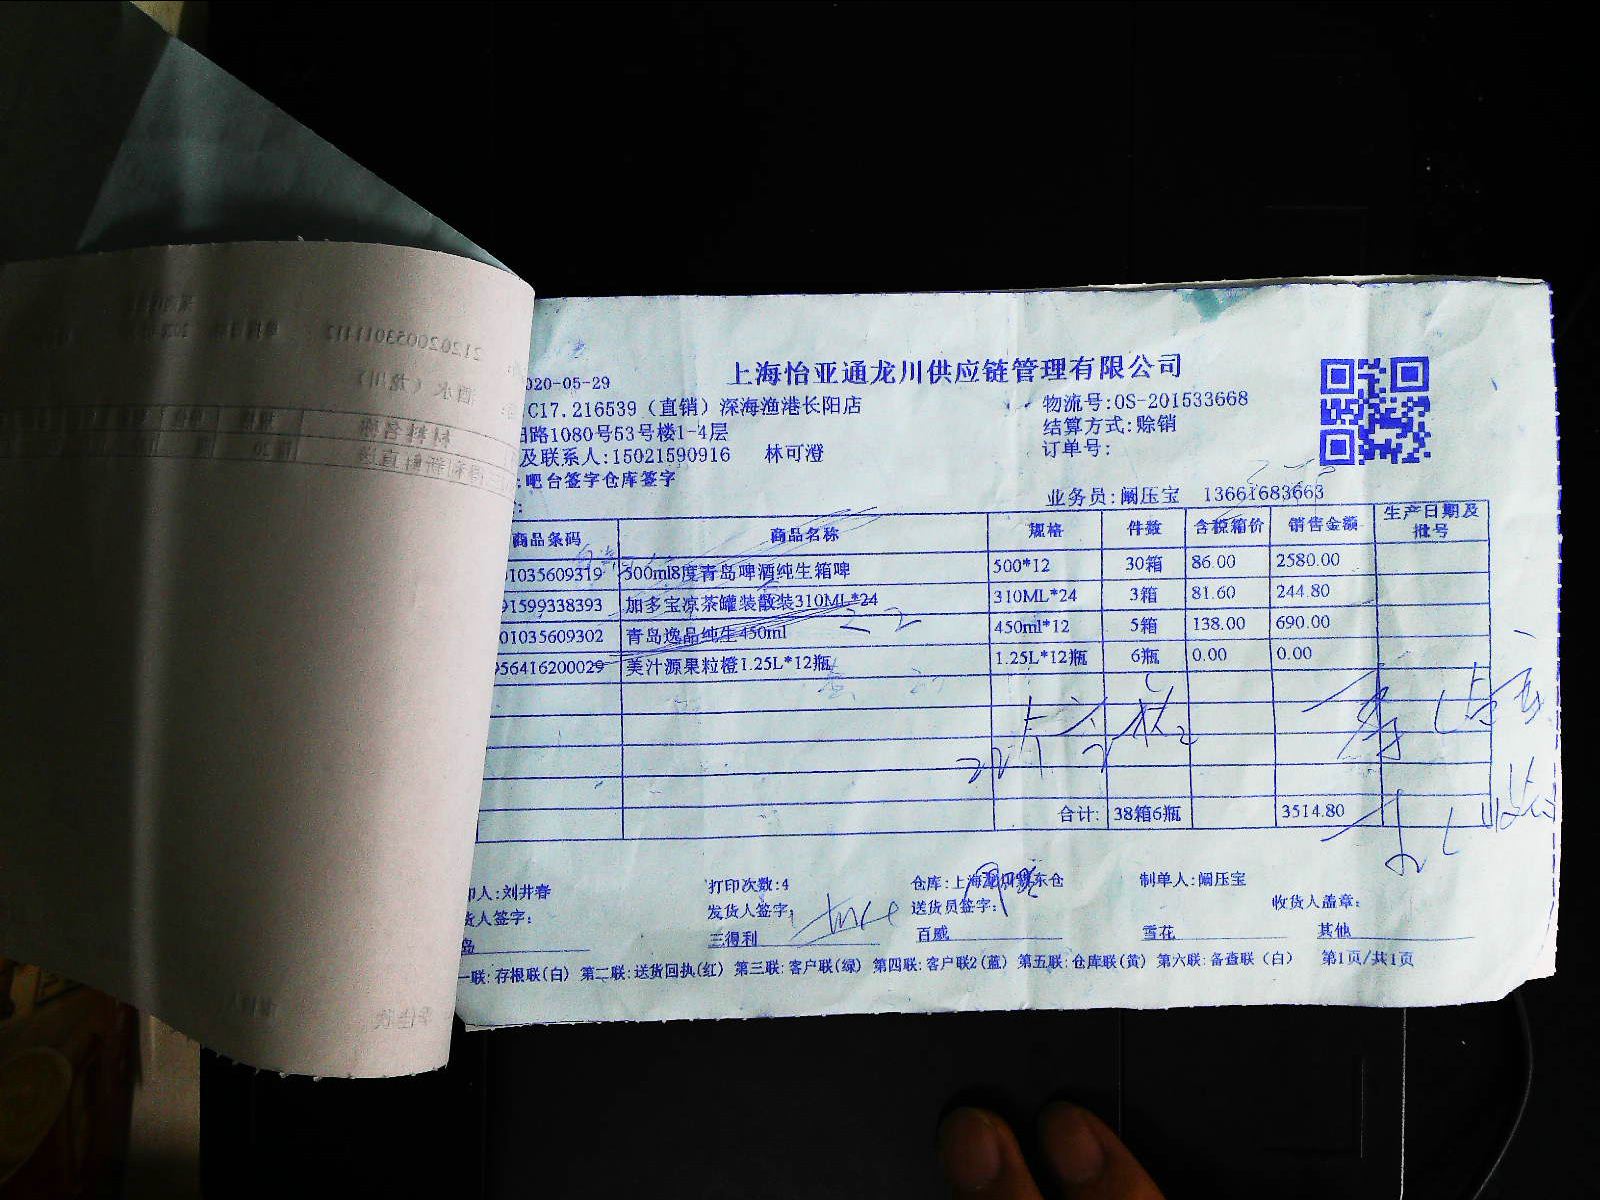 上海怡亚通龙川供应链管理有限公司
020-05-29
C17.216539（直销）深海渔港长阳店
物流号:OS-201533668
路1080号53号楼1-4层
结算方式:赊销
及联系人:15021590916 林可澄
订单号:
:吧台签字仓库签字
业务员:阚压宝 13661683663
商品条码 商品名称 规格 件数 含税箱价 销售金额 生产日期及批号
01035609319 500ml8度青岛啤酒纯生箱啤 500*12 30箱 86.00 2580.00
91599338393 加多宝凉茶罐装散装310ML*24 310ML*24 3箱 81.60 244.80
01035609302 青岛逸品纯生450ml 450ml*12 5箱 138.00 690.00
956416200029 美汁源果粒橙1.25L*12瓶 1.25L*12瓶 6瓶 0.00 0.00
合计: 38箱6瓶 3514.80
印人:刘井春 打印次数:4 仓库:上海龙川浦东仓 制单人:阚压宝
货人签字: 发货人签字: 送货员签字: 收货人盖章:
岛 三得利 百威 雪花 其他
一联:存根联(白) 第二联:送货回执(红) 第三联:客户联(绿) 第四联:客户联2(蓝) 第五联:仓库联(黄) 第六联:备查联(白) 第1页/共1页